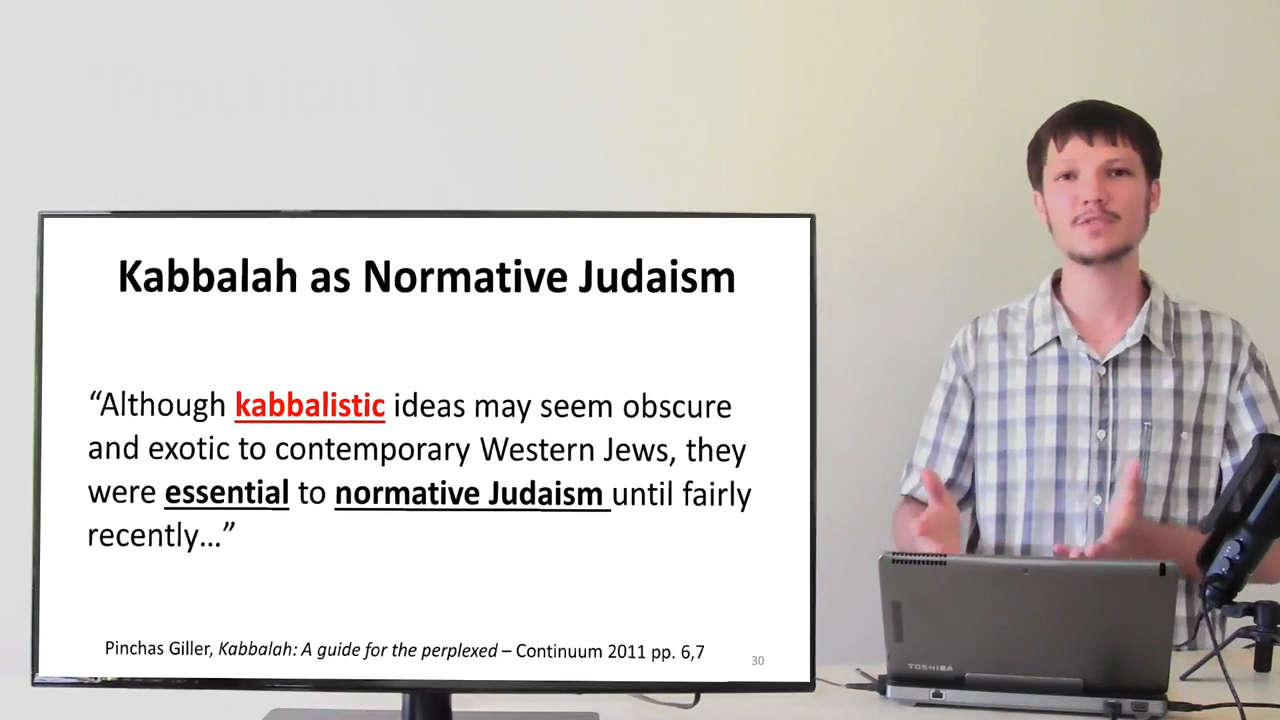 Kabbalah as Normative Judaism
“Although kabbalistic ideas may seem obscure
and exotic to contemporary Western Jews, they
were essential to normative Judaism until fairly
recently…”
Pinchas Giller, Kabbalah: A guide for the perplexed – Continuum 2011 pp. 6,7
30
TOSHIBA